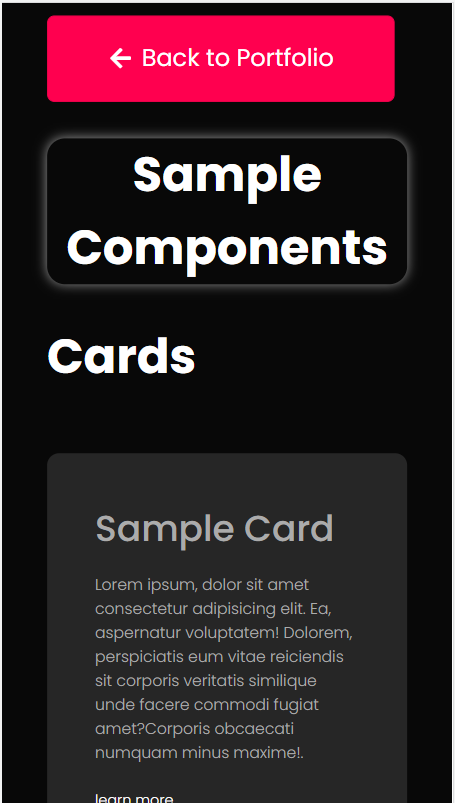 Back to Portfolio
Sample
Components
Cards
Sample Card
Lorem ipsum, dolor sit amet
consectetur adipisicing elit. Ea,
aspernatur voluptatem! Dolorem,
perspiciatis eum vitae reiciendis
sit corporis veritatis similique
unde facere commodi fugiat
amet?Corporis obcaecati
numquam minus maxime!.
learn more